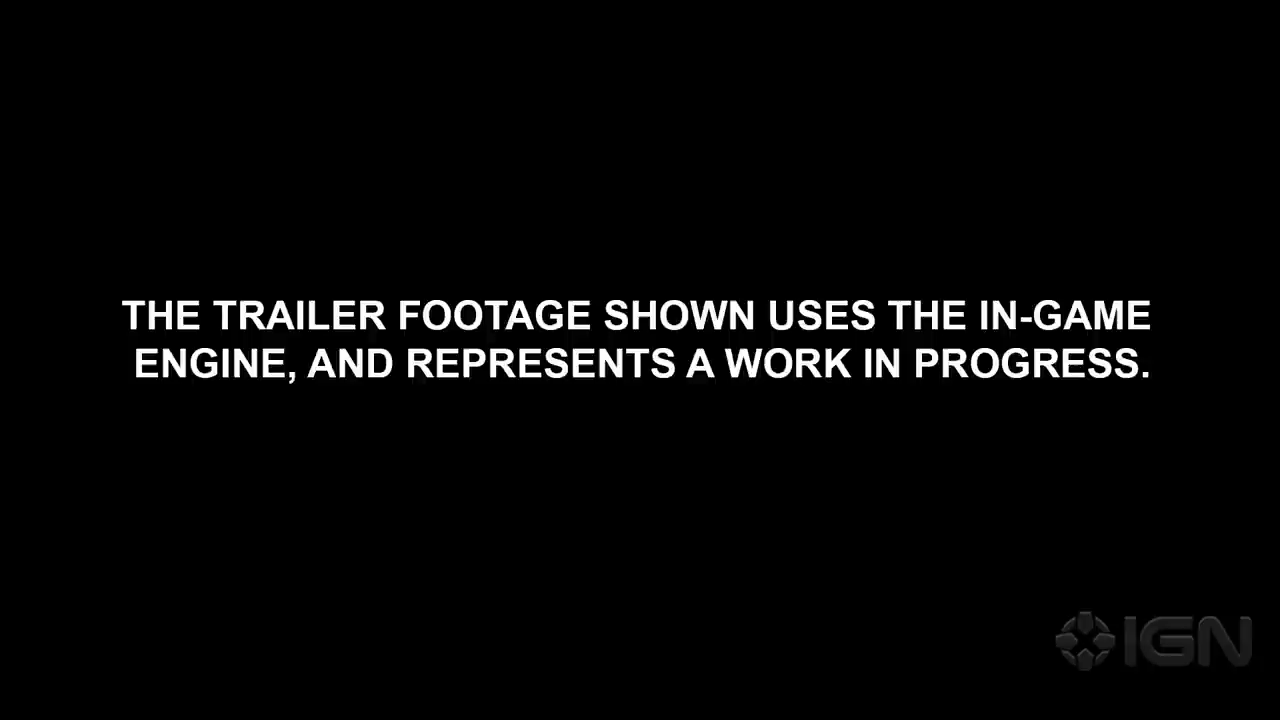 THE TRAILER FOOTAGE SHOWN USES THE IN-GAME
ENGINE, AND REPRESENTS A WORK IN PROGRESS.
IGN